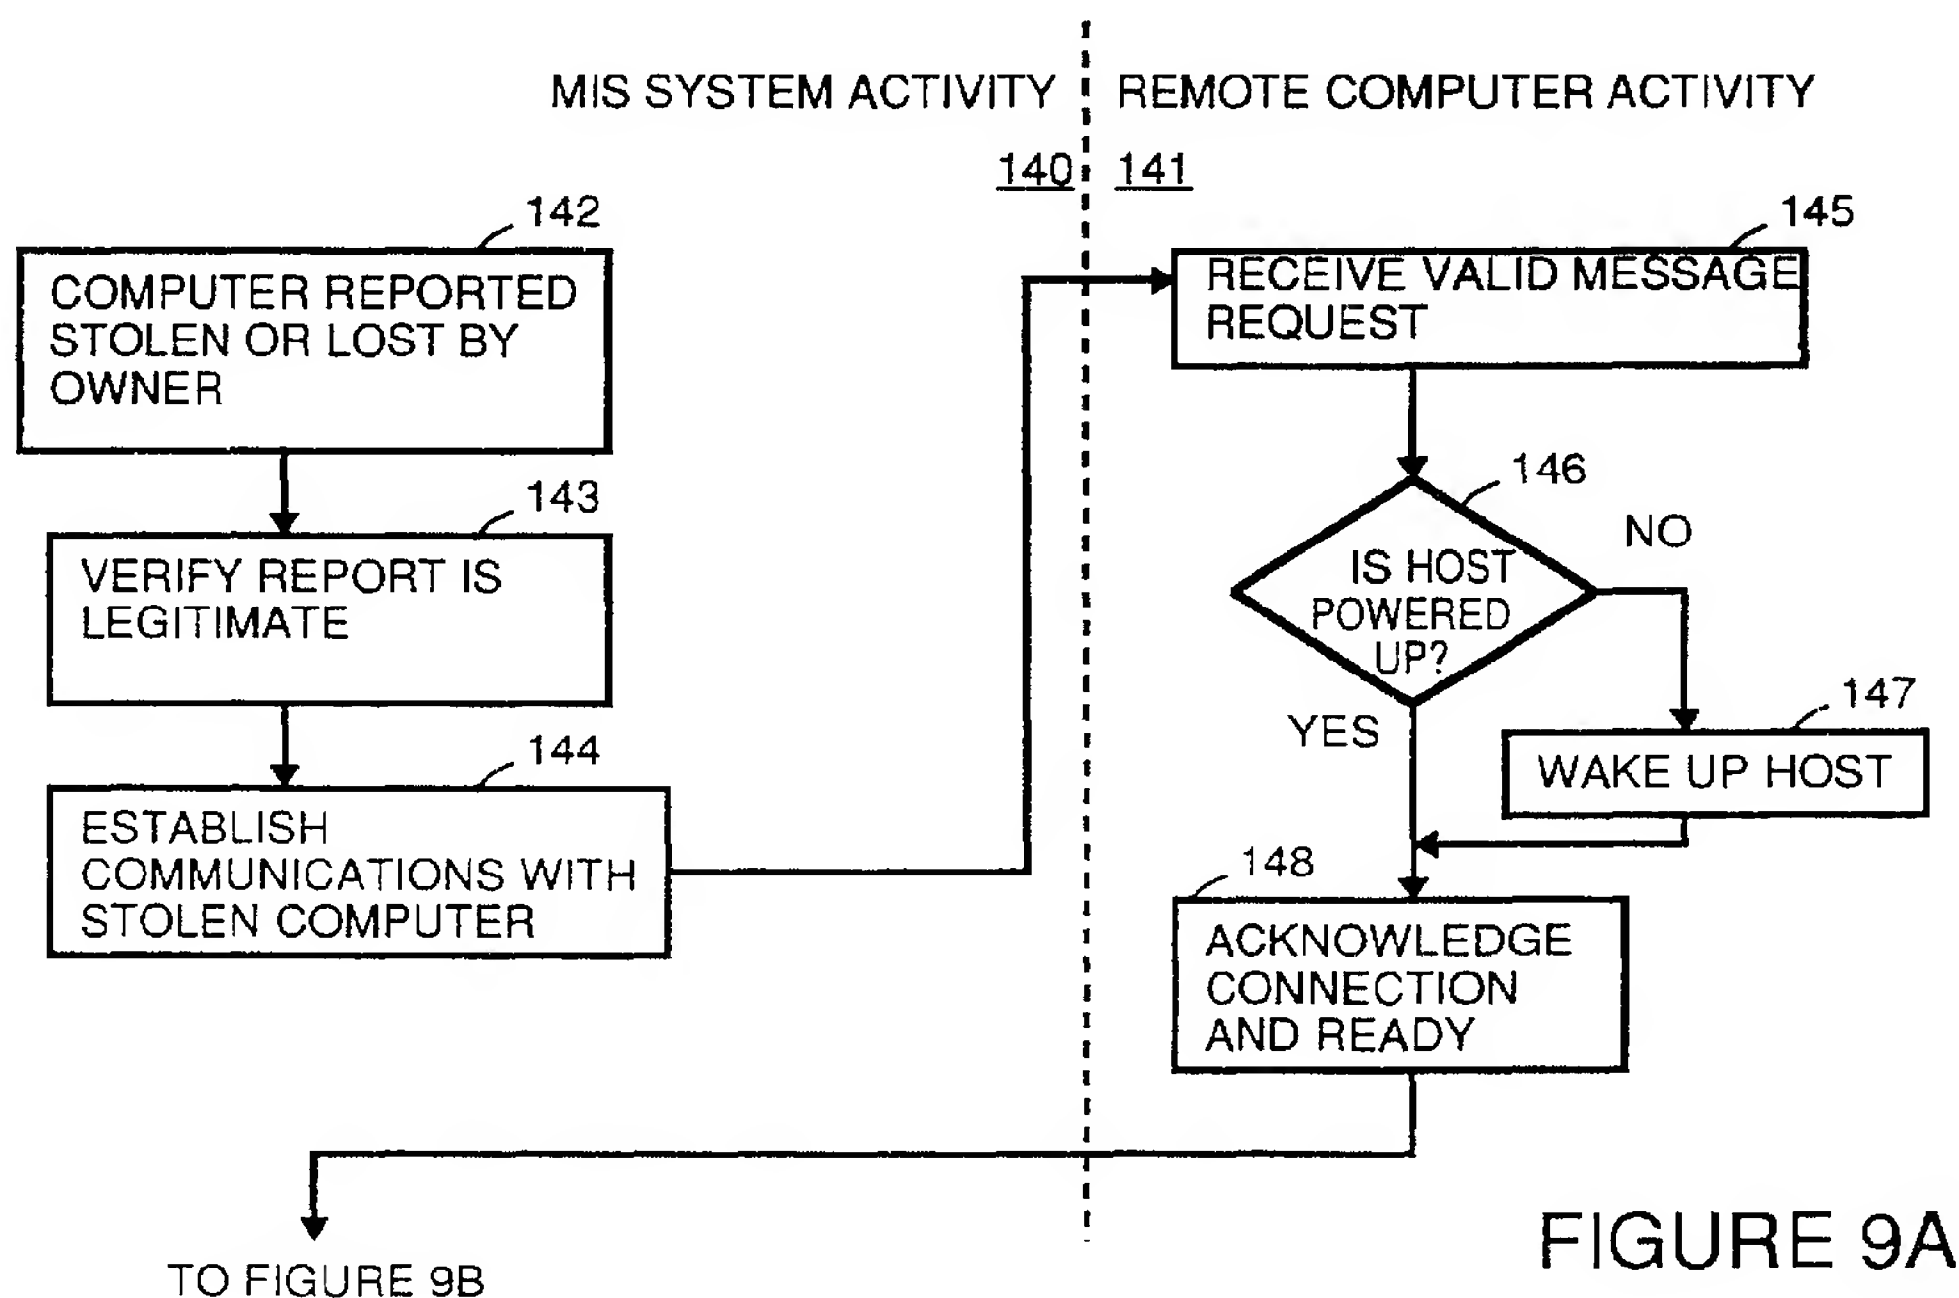 MIS SYSTEM ACTIVITY
REMOTE COMPUTER ACTIVITY
140
141
142
COMPUTER REPORTED
STOLEN OR LOST BY
OWNER
143
VERIFY REPORT IS
LEGITIMATE
144
ESTABLISH
COMMUNICATIONS WITH
STOLEN COMPUTER
145
RECEIVE VALID MESSAGE
REQUEST
146
IS HOST
POWERED
UP?
NO
YES
147
WAKE UP HOST
148
ACKNOWLEDGE
CONNECTION
AND READY
TO FIGURE 9B
FIGURE 9A